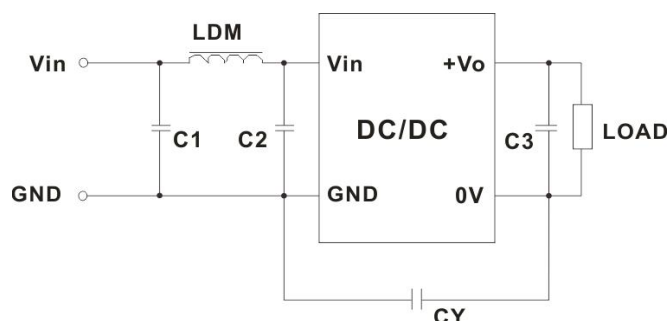 LDM
Vin
Vin
+Vo
C1
C2
DC/DC
C3
LOAD
GND
GND
0V
CY